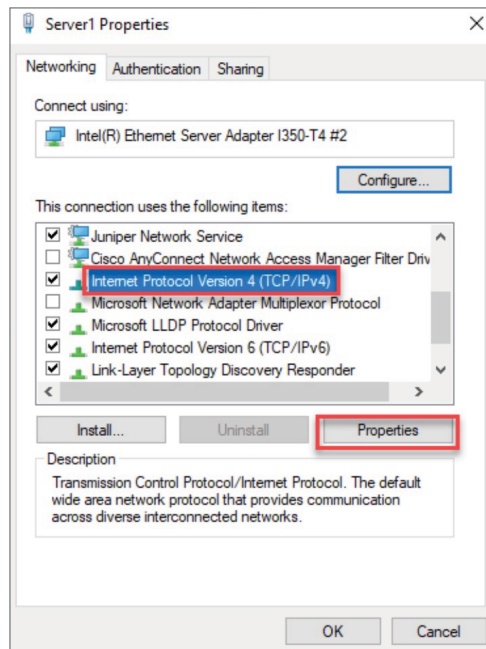 Server1 Properties
Networking
Authentication
Sharing
Connect using:
Intel(R) Ethernet Server Adapter I350-T4 #2
Configure...
This connection uses the following items:
Juniper Network Service
Cisco AnyConnect Network Access Manager Filter Driv
Internet Protocol Version 4 (TCP/IPv4)
Microsoft Network Adapter Multiplexor Protocol
Microsoft LLDP Protocol Driver
Internet Protocol Version 6 (TCP/IPv6)
Link-Layer Topology Discovery Responder
Install...
Uninstall
Properties
Description
Transmission Control Protocol/Internet Protocol. The default
wide area network protocol that provides communication
across diverse interconnected networks.
OK
Cancel